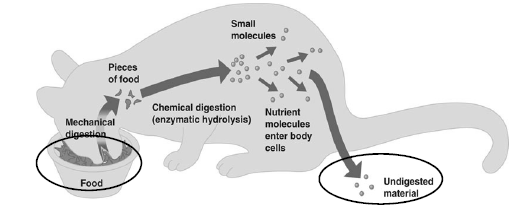 Small
molecules
Pieces
of food
Mechanical
digestion
Chemical digestion
(enzymatic hydrolysis)
Nutrient
molecules
enter body
cells
Food
Undigested
material